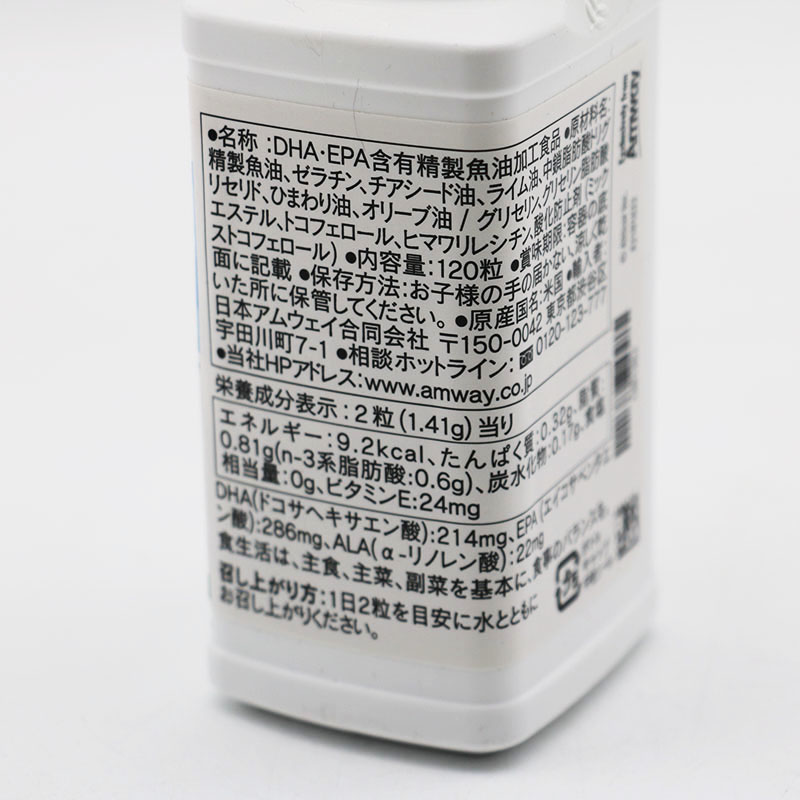 ●名称:DHA・EPA含有精製魚油加工食品 ●原材料名:
精製魚油、ゼラチン、チアシード油、ライム油、中鎖脂肪酸トリグ
リセリド、ひまわり油、オリーブ油 / グリセリン、グリセリン脂肪酸
エステル、トコフェロール、ヒマワリレシチン、酸化防止剤(ミック
ストコフェロール) ●内容量:120粒 ●賞味期限:容器の底
面に記載 ●保存方法:お子様の手の届かない、涼しく乾
いた所に保管してください。 ●原産国名:米国 ●輸入者:
日本アムウェイ合同会社 〒150-0042 東京都渋谷区
宇田川町7-1 ●相談ホットライン: 0120-123-777
●当社HPアドレス:www.amway.co.jp
栄養成分表示:2粒(1.41g)当り
エネルギー:9.2kcal、たんぱく質:0.32g、脂質:
0.81g(n-3系脂肪酸:0.6g)、炭水化物:0.17g、食塩
相当量:0g、ビタミンE:24mg
DHA(ドコサヘキサエン酸):214mg、EPA(エイコサペンタエ
ン酸):286mg、ALA(α-リノレン酸):22mg
食生活は、主食、主菜、副菜を基本に、食事のバランスを。
召し上がり方:1日2粒を目安に水とともに
お召し上がりください。
Exclusively from
Amway